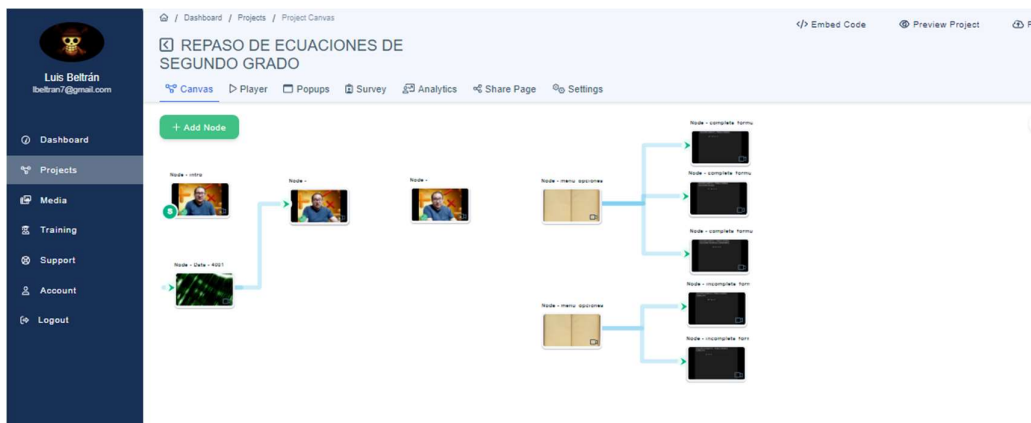 Luis Beltrán
lbeltran7@gmail.com
Dashboard
Projects
Media
Training
Support
Account
Logout
/ Dashboard / Projects / Project Canvas
</> Embed Code
Preview Project
REPASO DE ECUACIONES DE
SEGUNDO GRADO
Canvas
Player
Popups
Survey
Analytics
Share Page
Settings
+ Add Node
Node - intro
Node -
Node -
Node - menu opciones
Node - complete formu
Node - complete formu
Node - complete formu
S
Node - Data - 4001
Node - menu opciones
Node - incomplete form
Node - incomplete form